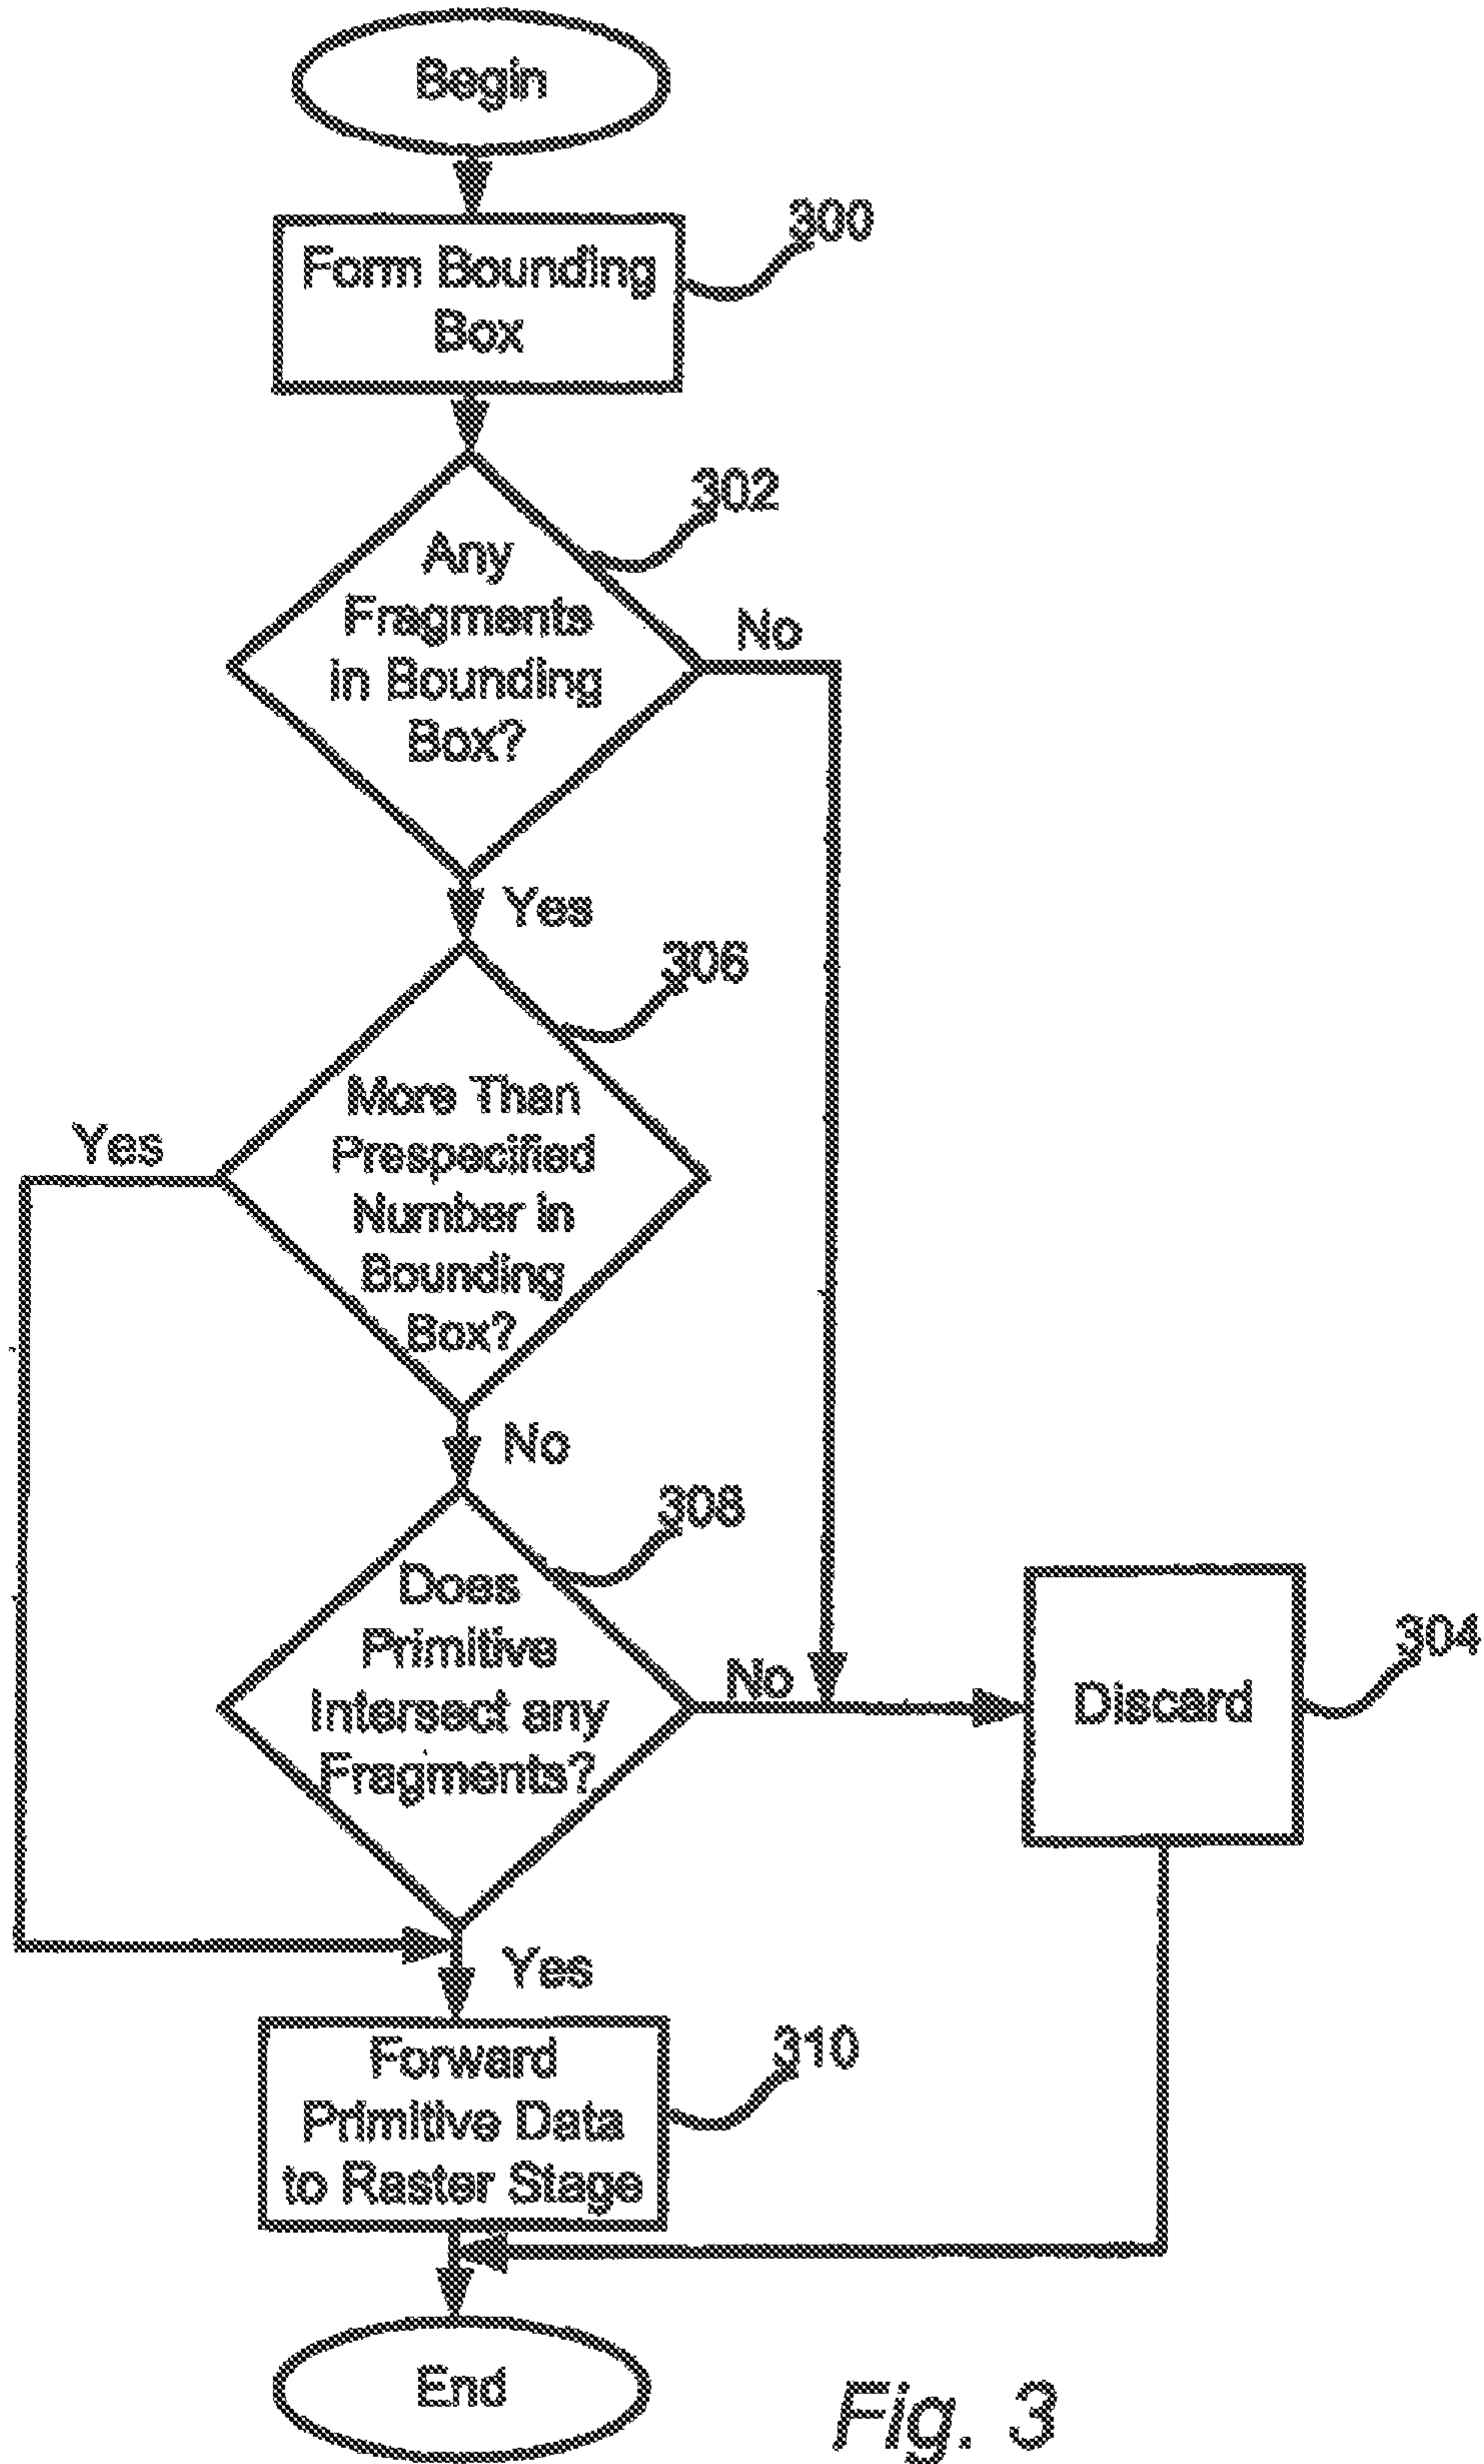 Begin
300
Form Bounding
Box
302
Any
Fragments
in Bounding
Box?
No
Yes
306
More Than
Prespecified
Number in
Bounding
Box?
Yes
No
308
Does
Primitive
Intersect any
Fragments?
No
304
Discard
Yes
310
Forward
Primitive Data
to Raster Stage
End
Fig. 3